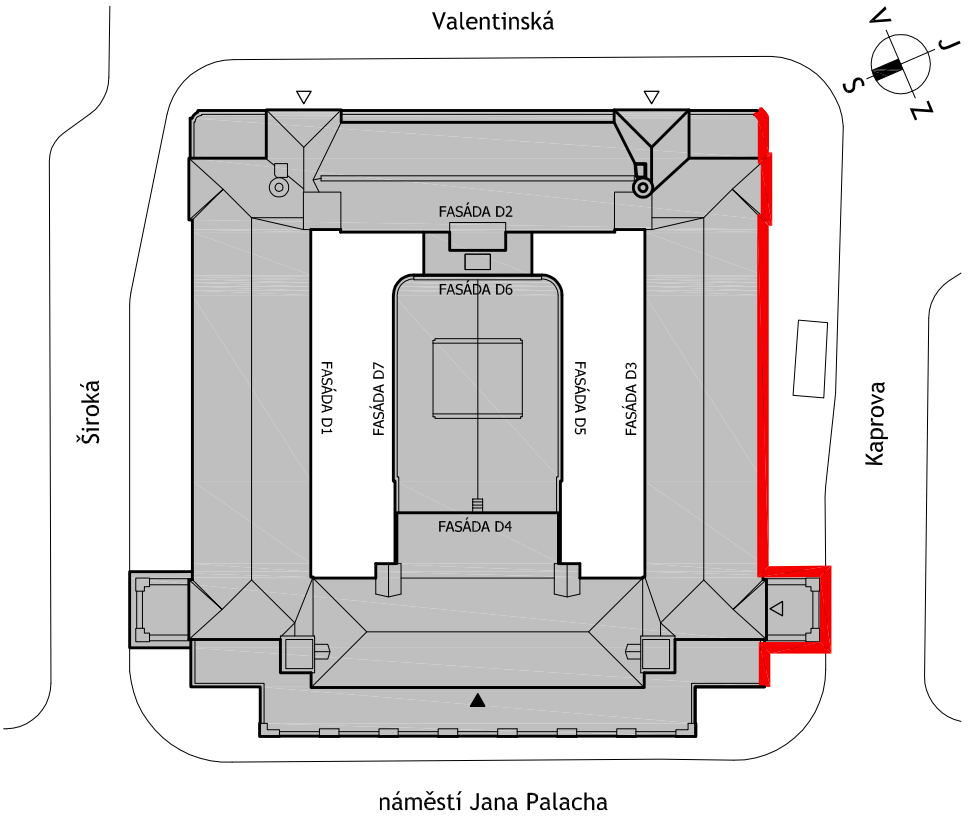 Valentinská
V
J
S
Z
FASÁDA D2
FASÁDA D6
FASÁDA D1
FASÁDA D7
FASÁDA D5
FASÁDA D3
Široká
Kaprova
FASÁDA D4
náměstí Jana Palacha